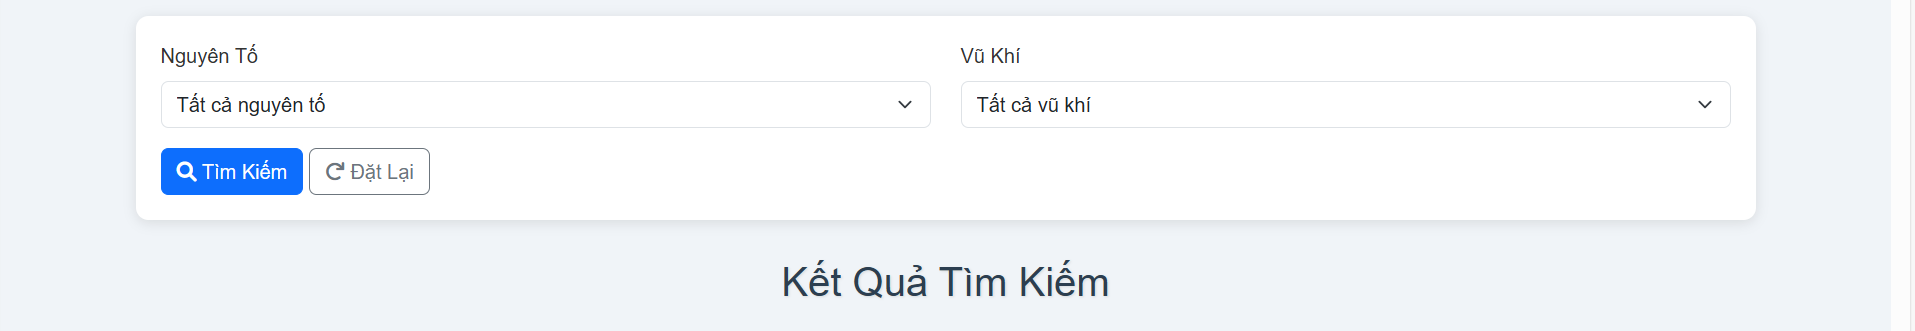 Nguyên Tố
Vũ Khí
Tất cả nguyên tố
Tất cả vũ khí
Tìm Kiếm
Đặt Lại
Kết Quả Tìm Kiếm